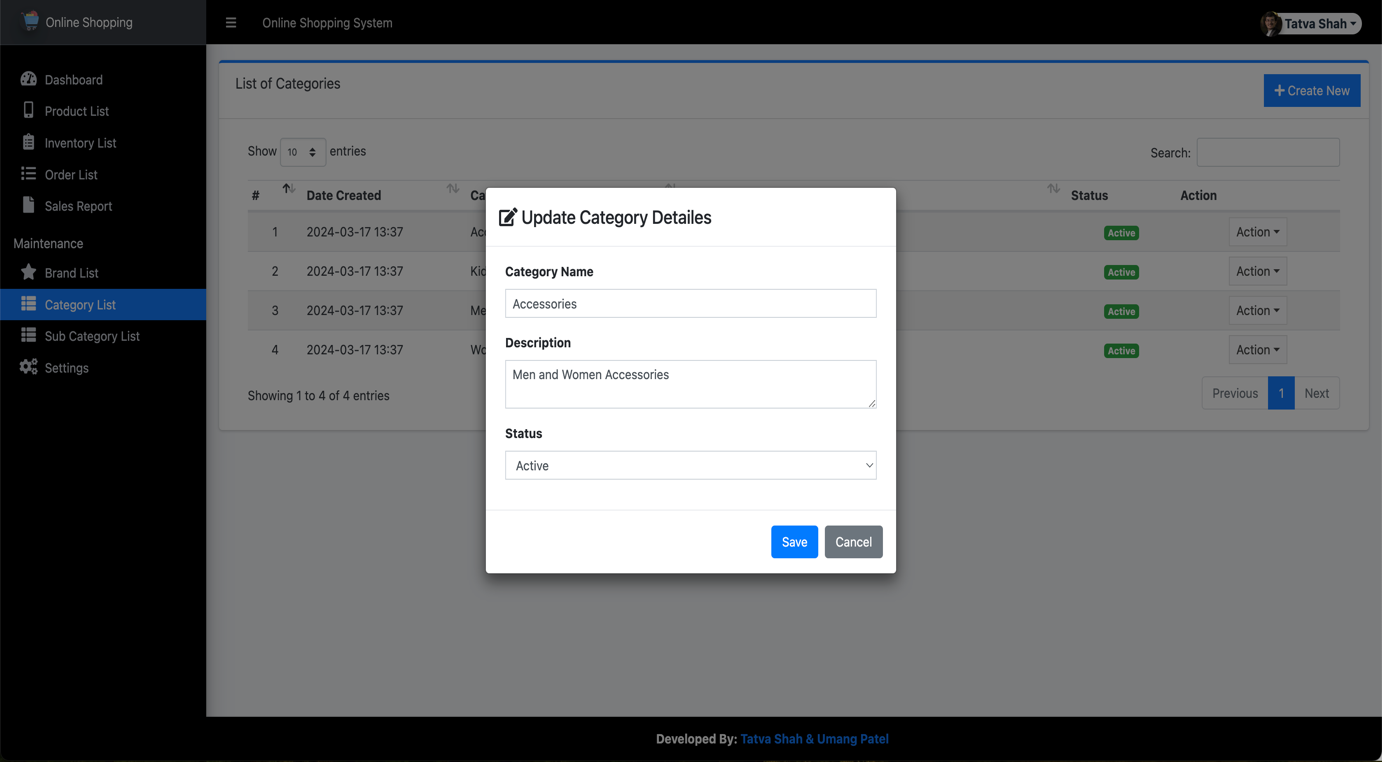 Online Shopping
Online Shopping System
Tatva Shah
Dashboard
Product List
Inventory List
Order List
Sales Report
Maintenance
Brand List
Category List
Sub Category List
Settings
List of Categories
Create New
Show 10 entries
Search:
# Date Created Ca Status Action
1 2024-03-17 13:37 Acc Active Action
2 2024-03-17 13:37 Kid Active Action
3 2024-03-17 13:37 Me Active Action
4 2024-03-17 13:37 Wo Active Action
Showing 1 to 4 of 4 entries
Previous 1 Next
Update Category Detailes
Category Name
Accessories
Description
Men and Women Accessories
Status
Active
Save Cancel
Developed By: Tatva Shah & Umang Patel